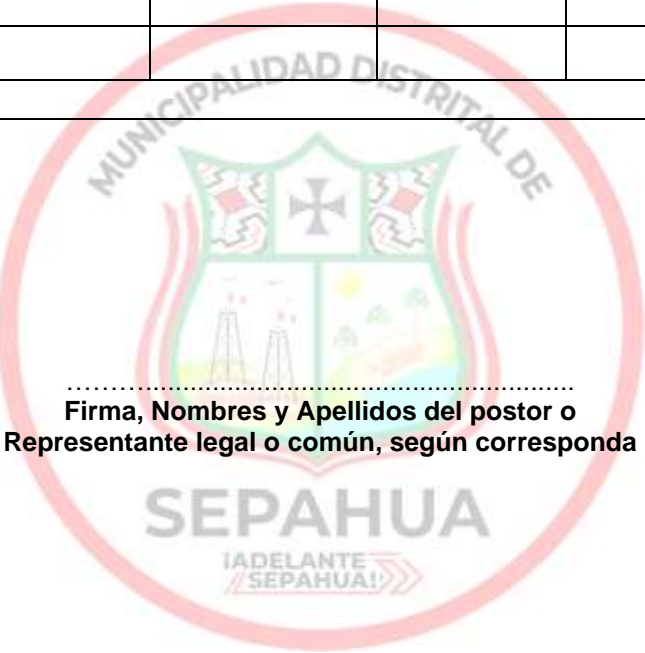 MUNICIPALIDAD DISTRITAL DE
………..........................................................
Firma, Nombres y Apellidos del postor o
Representante legal o común, según corresponda
SEPAHUA
¡ADELANTE
SEPAHUA!